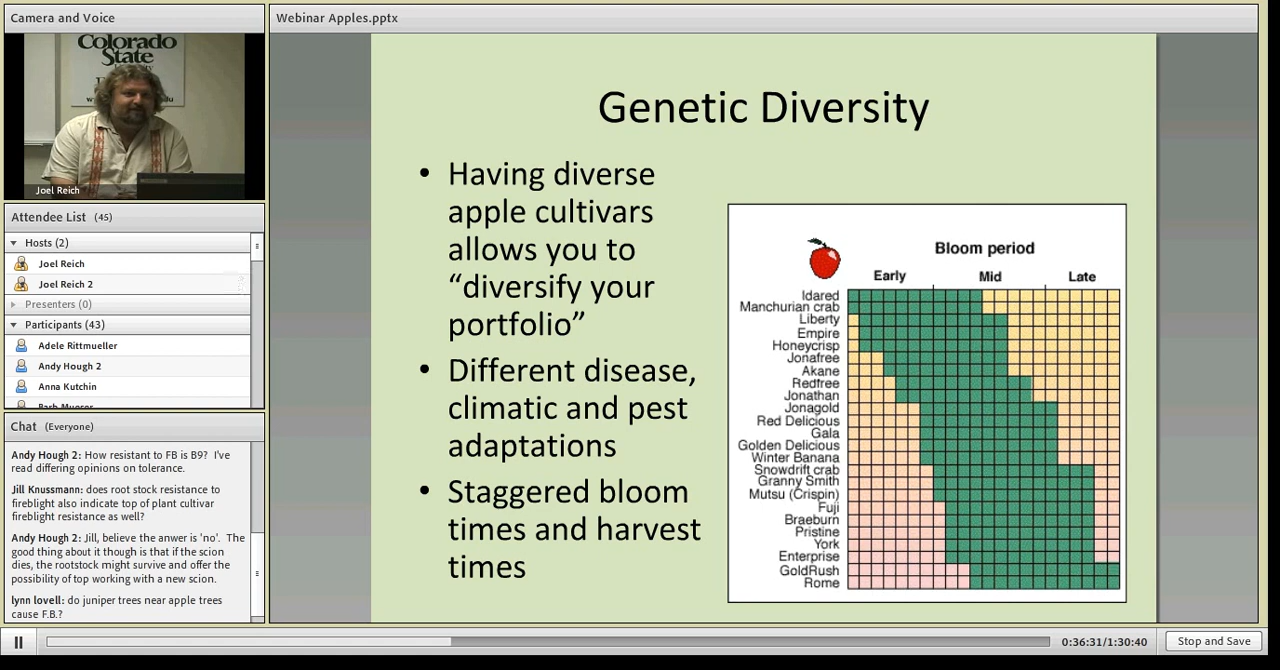 Camera and Voice
Colorado
State
University
Joel Reich
Attendee List (45)
Hosts (2)
Joel Reich
Joel Reich 2
Presenters (0)
Participants (43)
Adele Rittmueller
Andy Hough 2
Anna Kutchin
Chat (Everyone)
Andy Hough 2: How resistant to FB is B9? I've
read differing opinions on tolerance.
Jill Knussmann: does root stock resistance to
fireblight also indicate top of plant cultivar
fireblight resistance as well?
Andy Hough 2: Jill, believe the anwer is 'no'. The
good thing about it though is that if the scion
dies, the rootstock might survive and offer the
possibility of top working with a new scion.
lynn lovell: do juniper trees near apple trees
cause F.B.?
Webinar Apples.pptx
Genetic Diversity
• Having diverse
apple cultivars
allows you to
“diversify your
portfolio”
• Different disease,
climatic and pest
adaptations
• Staggered bloom
times and harvest
times
Bloom period
Early Mid Late
Idared
Manchurian crab
Liberty
Empire
Honeycrisp
Jonafree
Akane
Redfree
Jonathan
Jonagold
Red Delicious
Gala
Golden Delicious
Winter Banana
Snowdrift crab
Granny Smith
Mutsu (Crispin)
Fuji
Braeburn
Pristine
York
Enterprise
GoldRush
Rome
0:36:31/1:30:40
Stop and Save